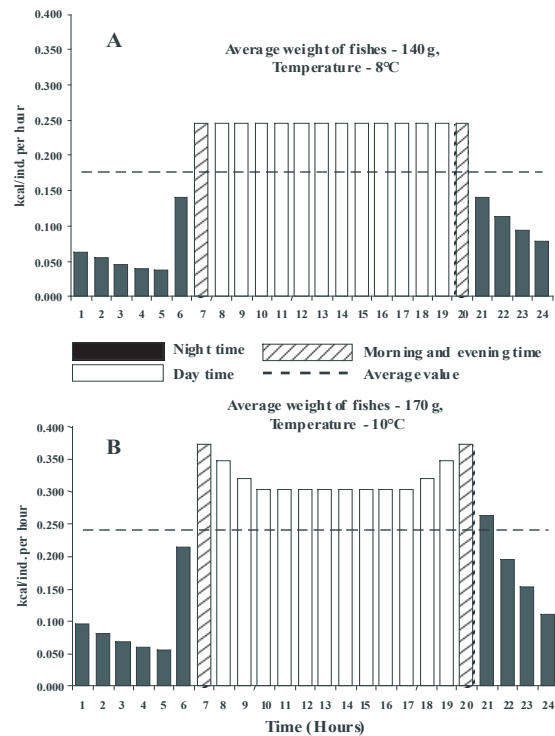 A
Average weight of fishes - 140 g,
Temperature - 8°C
kcal/ind. per hour
0.400
0.350
0.300
0.250
0.200
0.150
0.100
0.050
0.000
1 2 3 4 5 6 7 8 9 10 11 12 13 14 15 16 17 18 19 20 21 22 23 24
Night time
Morning and evening time
Day time
Average value
B
Average weight of fishes - 170 g,
Temperature - 10°C
kcal/ind. per hour
0.400
0.350
0.300
0.250
0.200
0.150
0.100
0.050
0.000
1 2 3 4 5 6 7 8 9 10 11 12 13 14 15 16 17 18 19 20 21 22 23 24
Time (Hours)